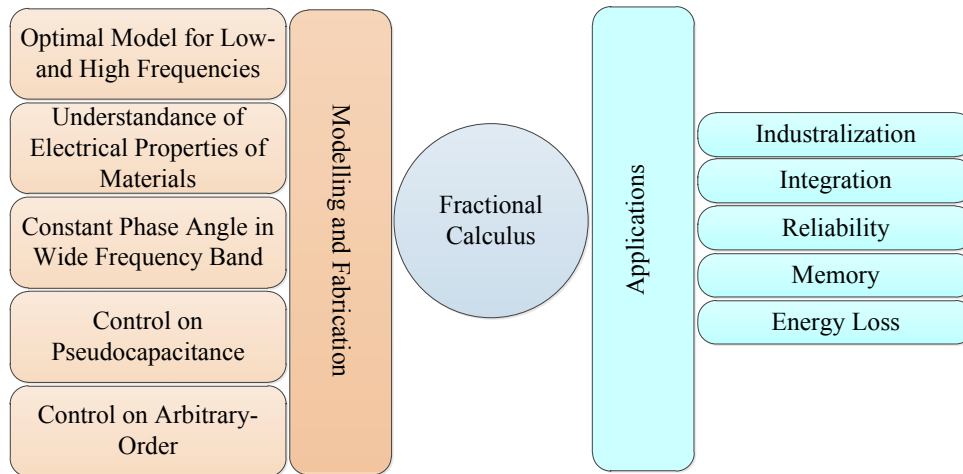 Optimal Model for Low-
and High Frequencies
Understandance of
Electrical Properties of
Materials
Constant Phase Angle in
Wide Frequency Band
Control on
Pseudocapacitance
Control on Arbitrary-
Order
Modelling and Fabrication
Fractional
Calculus
Applications
Industralization
Integration
Reliability
Memory
Energy Loss